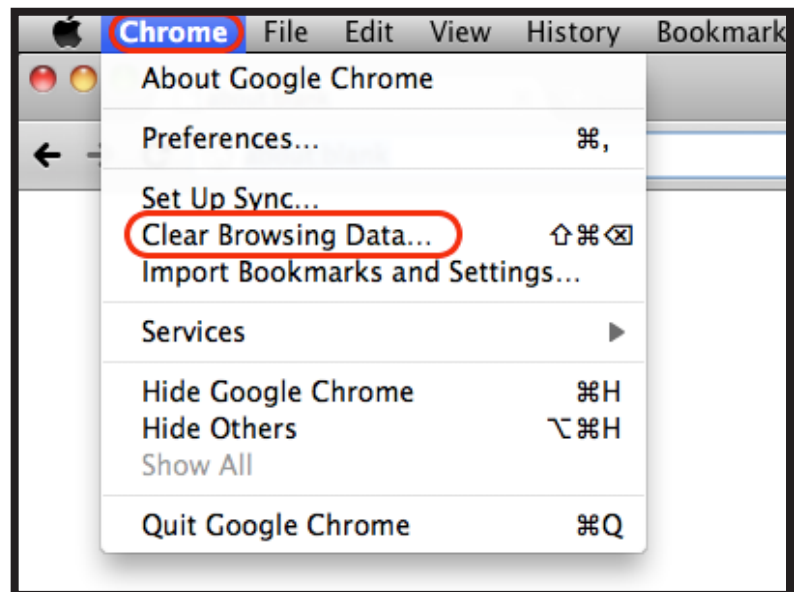 Chrome File Edit View History Bookmark
About Google Chrome
Preferences... ⌘,
Set Up Sync...
Clear Browsing Data... ⇧⌘⌫
Import Bookmarks and Settings...
Services ▶
Hide Google Chrome ⌘H
Hide Others ⌥⌘H
Show All
Quit Google Chrome ⌘Q